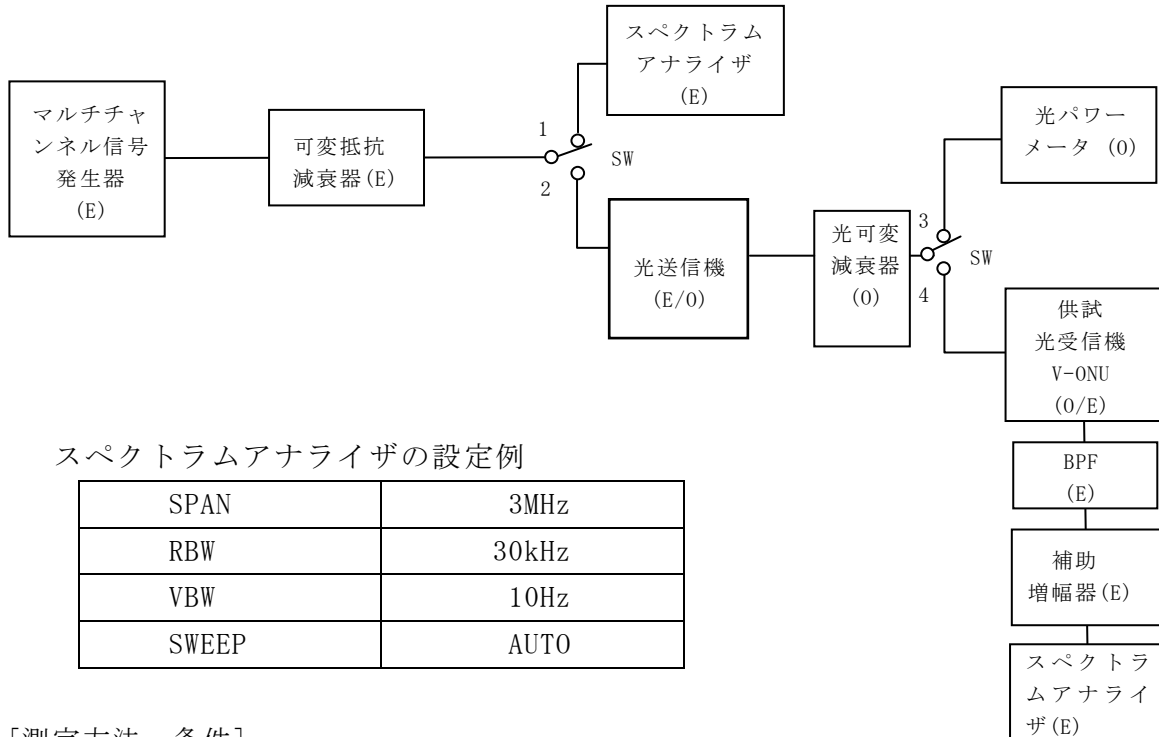 スペクトラム
アナライザ
(E)
マルチチャ
ンネル信号
発生器
(E)
可変抵抗
減衰器(E)
1
2
SW
光パワー
メータ (O)
光送信機
(E/O)
光可変
減衰器
(O)
3
4
SW
供試
光受信機
V-ONU
(O/E)
BPF
(E)
補助
増幅器(E)
スペクトラ
ムアナライ
ザ(E)
スペクトラムアナライザの設定例
SPAN 3MHz
RBW 30kHz
VBW 10Hz
SWEEP AUTO